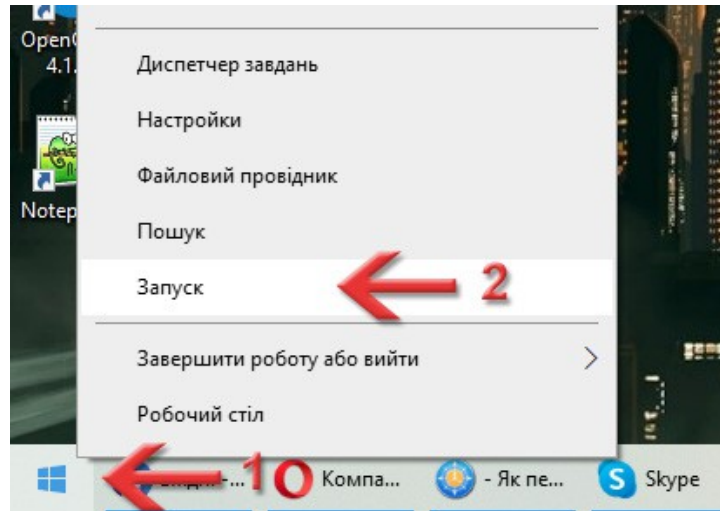 4.1.
Notep
Диспетчер завдань
Настройки
Файловий провідник
Пошук
Запуск
2
Завершити роботу або вийти
Робочий стіл
1
Компа...
- Як пе...
Skype